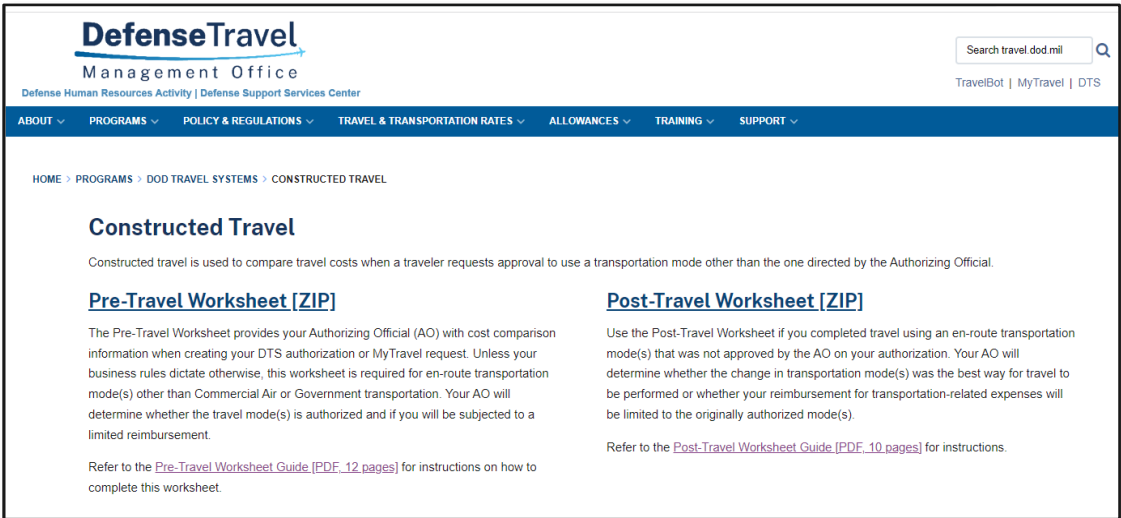 DefenseTravel
Management Office
Defense Human Resources Activity | Defense Support Services Center
Search travel.dod.mil
TravelBot | MyTravel | DTS
ABOUT PROGRAMS POLICY & REGULATIONS TRAVEL & TRANSPORTATION RATES ALLOWANCES TRAINING SUPPORT
HOME > PROGRAMS > DOD TRAVEL SYSTEMS > CONSTRUCTED TRAVEL
Constructed Travel
Constructed travel is used to compare travel costs when a traveler requests approval to use a transportation mode other than the one directed by the Authorizing Official.
Pre-Travel Worksheet [ZIP]
The Pre-Travel Worksheet provides your Authorizing Official (AO) with cost comparison
information when creating your DTS authorization or MyTravel request. Unless your
business rules dictate otherwise, this worksheet is required for en-route transportation
mode(s) other than Commercial Air or Government transportation. Your AO will
determine whether the travel mode(s) is authorized and if you will be subjected to a
limited reimbursement.
Refer to the Pre-Travel Worksheet Guide [PDF, 12 pages] for instructions on how to
complete this worksheet.
Post-Travel Worksheet [ZIP]
Use the Post-Travel Worksheet if you completed travel using an en-route transportation
mode(s) that was not approved by the AO on your authorization. Your AO will
determine whether the change in transportation mode(s) was the best way for travel to
be performed or whether your reimbursement for transportation-related expenses will
be limited to the originally authorized mode(s).
Refer to the Post-Travel Worksheet Guide [PDF, 10 pages] for instructions.